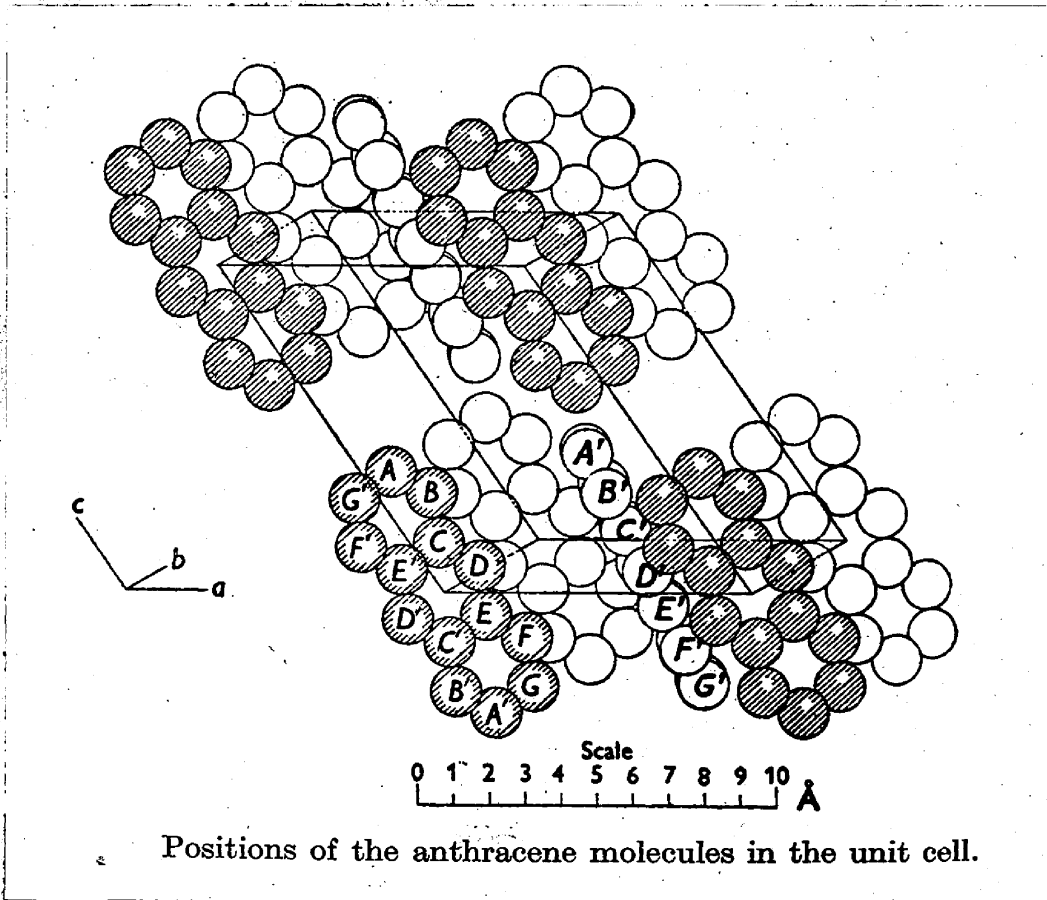 A
G'
B
F'
C
E'
D
D'
E
C'
F
B'
G
A'
A'
B'
C'
D'
E'
F'
G'
c
b
a
Scale
0 1 2 3 4 5 6 7 8 9 10 Å
Positions of the anthracene molecules in the unit cell.